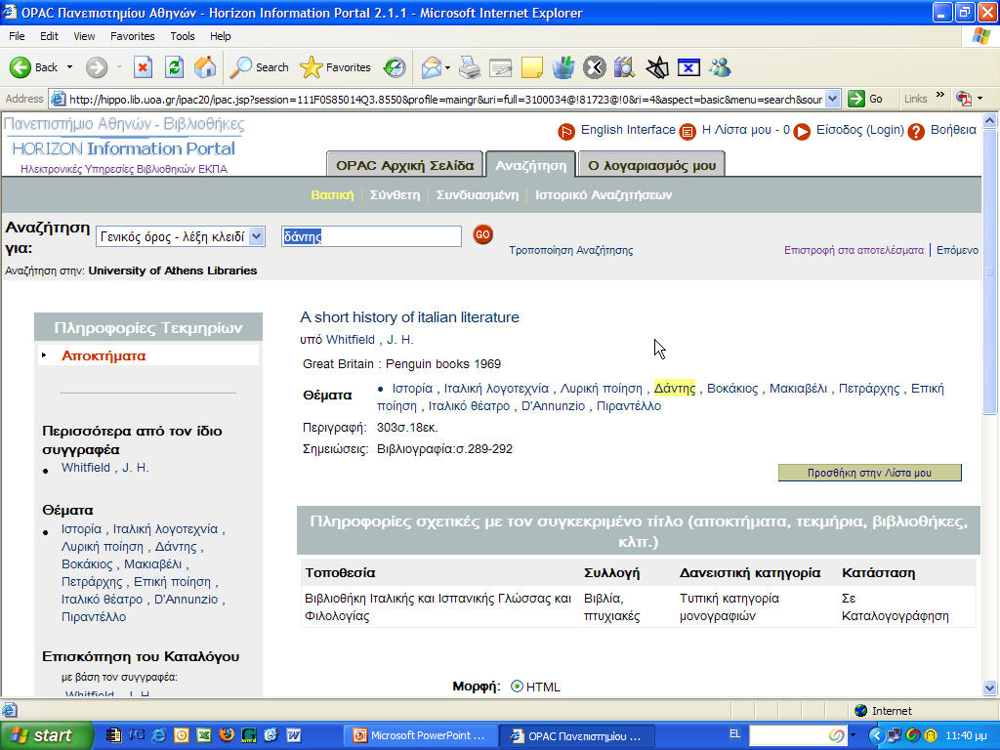 OPAC Πανεπιστημίου Αθηνών - Horizon Information Portal 2.1.1 - Microsoft Internet Explorer
File Edit View Favorites Tools Help
Back Search Favorites
Address http://hippo.lib.uoa.gr/ipac20/ipac.jsp?session=111F0S85014Q3.8550&profile=maingr&uri=full=3100034@!81723@!0&ri=4&aspect=basic&menu=search&sour Go Links »
Πανεπιστήμιο Αθηνών - Βιβλιοθήκες
HORIZON Information Portal
Ηλεκτρονικές Υπηρεσίες Βιβλιοθηκών ΕΚΠΑ
English Interface Η Λίστα μου - 0 Είσοδος (Login) ? Βοήθεια
OPAC Αρχική Σελίδα Αναζήτηση Ο λογαριασμός μου
Βασική Σύνθετη Συνδυασμένη Ιστορικό Αναζητήσεων
Αναζήτηση για: Γενικός όρος - λέξη κλειδί δάντης GO
Τροποποίηση Αναζήτησης Επιστροφή στα αποτελέσματα Επόμενο
Αναζήτηση στην: University of Athens Libraries
Πληροφορίες Τεκμηρίων
Αποκτήματα
Περισσότερα από τον ίδιο
συγγραφέα
Whitfield , J. H.
Θέματα
Ιστορία , Ιταλική λογοτεχνία ,
Λυρική ποίηση , Δάντης ,
Βοκάκιος , Μακιαβέλι ,
Πετράρχης , Επική ποίηση ,
Ιταλικό θέατρο , D'Annunzio ,
Πιραντέλλο
Επισκόπηση του Καταλόγου
με βάση τον συγγραφέα:
Whitfield , J. H.
A short history of italian literature
υπό Whitfield , J. H.
Great Britain : Penguin books 1969
Θέματα • Ιστορία , Ιταλική λογοτεχνία , Λυρική ποίηση , Δάντης , Βοκάκιος , Μακιαβέλι , Πετράρχης , Επική
ποίηση , Ιταλικό θέατρο , D'Annunzio , Πιραντέλλο
Περιγραφή: 303σ.18εκ.
Σημειώσεις: Βιβλιογραφία:σ.289-292
Προσθήκη στην Λίστα μου
Πληροφορίες σχετικές με τον συγκεκριμένο τίτλο (αποκτήματα, τεκμήρια, βιβλιοθήκες,
κλπ.)
Τοποθεσία Συλλογή Δανειστική κατηγορία Κατάσταση
Βιβλιοθήκη Ιταλικής και Ισπανικής Γλώσσας και Βιβλία, Τυπική κατηγορία Σε
Φιλολογίας πτυχιακές μονογραφιών Καταλογογράφηση
Μορφή: HTML
Internet
start Microsoft PowerPoint ... OPAC Πανεπιστημίου ... EL 11:40 μμ